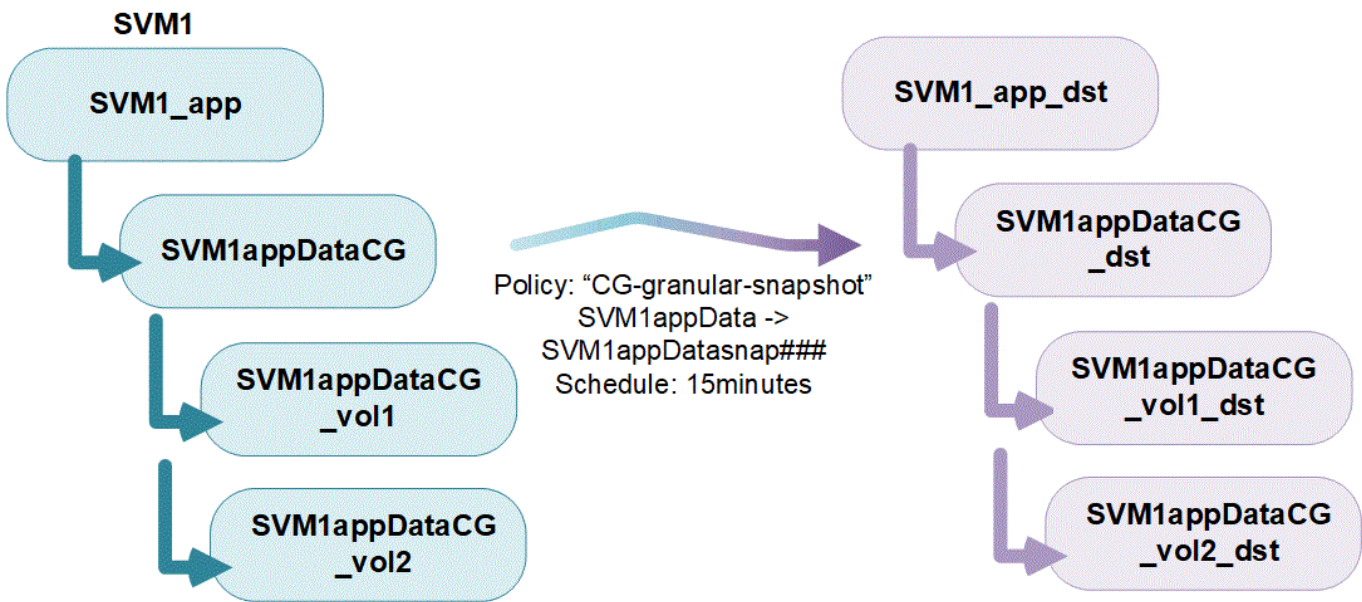 SVM1
SVM1_app
SVM1appDataCG
SVM1appDataCG
_vol1
SVM1appDataCG
_vol2
Policy: “CG-granular-snapshot”
SVM1appData ->
SVM1appDatasnap###
Schedule: 15minutes
SVM1_app_dst
SVM1appDataCG
_dst
SVM1appDataCG
_vol1_dst
SVM1appDataCG
_vol2_dst